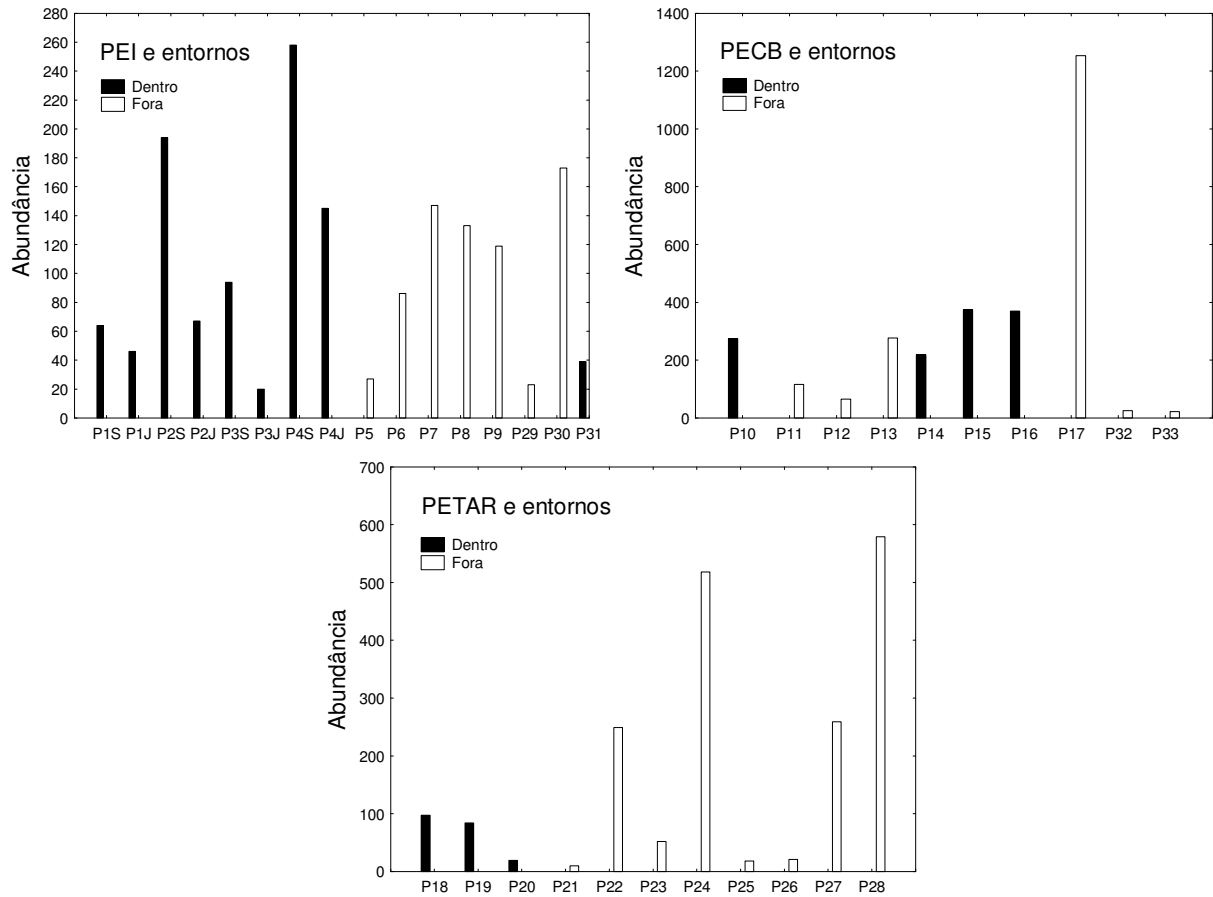 PEI e entornos
Dentro
Fora
Abundância
280
260
240
220
200
180
160
140
120
100
80
60
40
20
0
P1S P1J P2S P2J P3S P3J P4S P4J P5 P6 P7 P8 P9 P29 P30 P31
PECB e entornos
Dentro
Fora
Abundância
1400
1200
1000
800
600
400
200
0
P10 P11 P12 P13 P14 P15 P16 P17 P32 P33
PETAR e entornos
Dentro
Fora
Abundância
700
600
500
400
300
200
100
0
P18 P19 P20 P21 P22 P23 P24 P25 P26 P27 P28